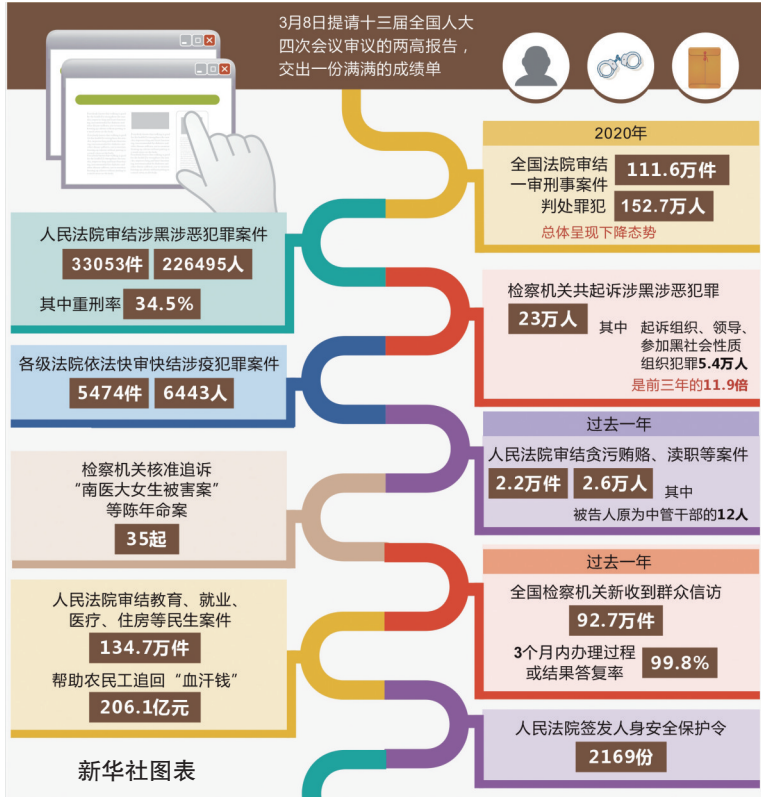 3月8日提请十三届全国人大
四次会议审议的两高报告，
交出一份满满的成绩单
2020年
全国法院审结
一审刑事案件
111.6万件
判处罪犯
152.7万人
总体呈现下降态势
人民法院审结涉黑涉恶犯罪案件
33053件 226495人
其中重刑率 34.5%
检察机关共起诉涉黑涉恶犯罪
23万人
其中 起诉组织、领导、
参加黑社会性质
组织犯罪5.4万人
是前三年的11.9倍
各级法院依法快审快结涉疫犯罪案件
5474件 6443人
过去一年
人民法院审结贪污贿赂、渎职等案件
2.2万件 2.6万人 其中
被告人原为中管干部的12人
检察机关核准追诉
“南医大女生被害案”
等陈年命案
35起
过去一年
全国检察机关新收到群众信访
92.7万件
3个月内办理过程
或结果答复率
99.8%
人民法院审结教育、就业、
医疗、住房等民生案件
134.7万件
帮助农民工追回“血汗钱”
206.1亿元
人民法院签发人身安全保护令
2169份
新华社图表